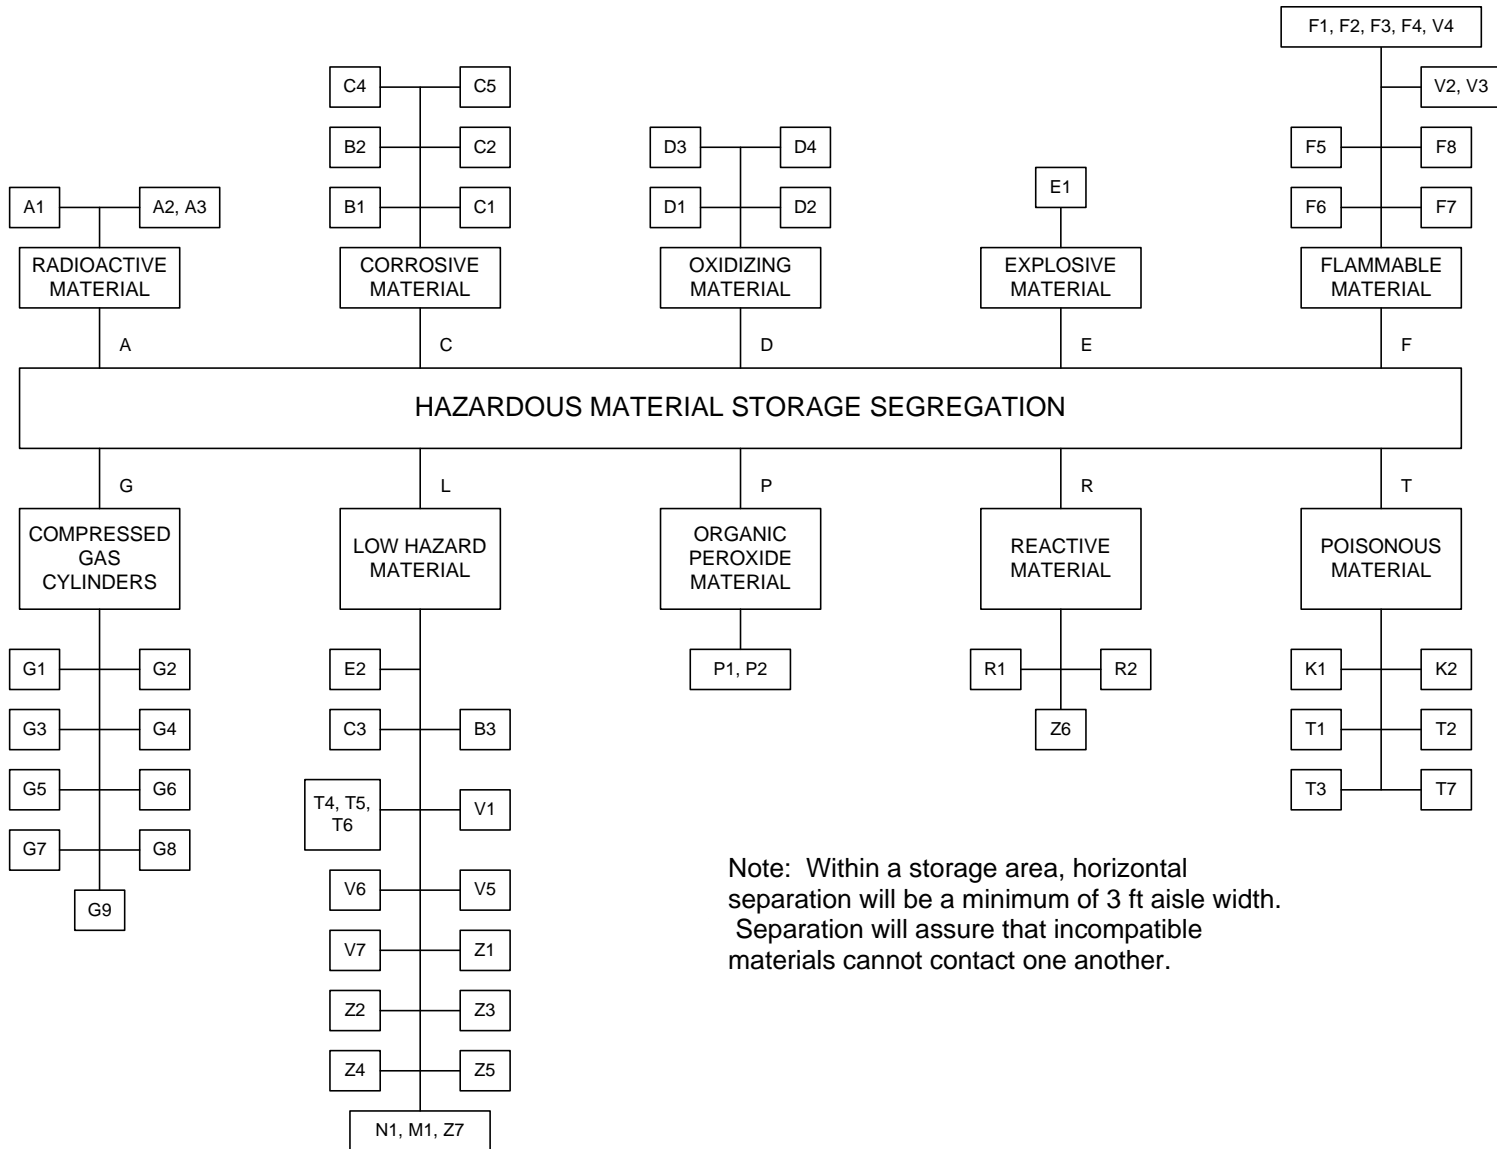 F1, F2, F3, F4, V4
C4
C5
V2, V3
B2
C2
D3
D4
F5
F8
E1
A1
A2, A3
B1
C1
D1
D2
F6
F7
RADIOACTIVE
MATERIAL
CORROSIVE
MATERIAL
OXIDIZING
MATERIAL
EXPLOSIVE
MATERIAL
FLAMMABLE
MATERIAL
A
C
D
E
F
HAZARDOUS MATERIAL STORAGE SEGREGATION
G
L
P
R
T
COMPRESSED
GAS
CYLINDERS
LOW HAZARD
MATERIAL
ORGANIC
PEROXIDE
MATERIAL
REACTIVE
MATERIAL
POISONOUS
MATERIAL
G1
G2
E2
P1, P2
R1
R2
K1
K2
G3
G4
C3
B3
Z6
T1
T2
G5
G6
T4, T5,
T6
V1
T3
T7
G7
G8
V6
V5
G9
V7
Z1
Z2
Z3
Z4
Z5
N1, M1, Z7
Note: Within a storage area, horizontal
separation will be a minimum of 3 ft aisle width.
Separation will assure that incompatible
materials cannot contact one another.